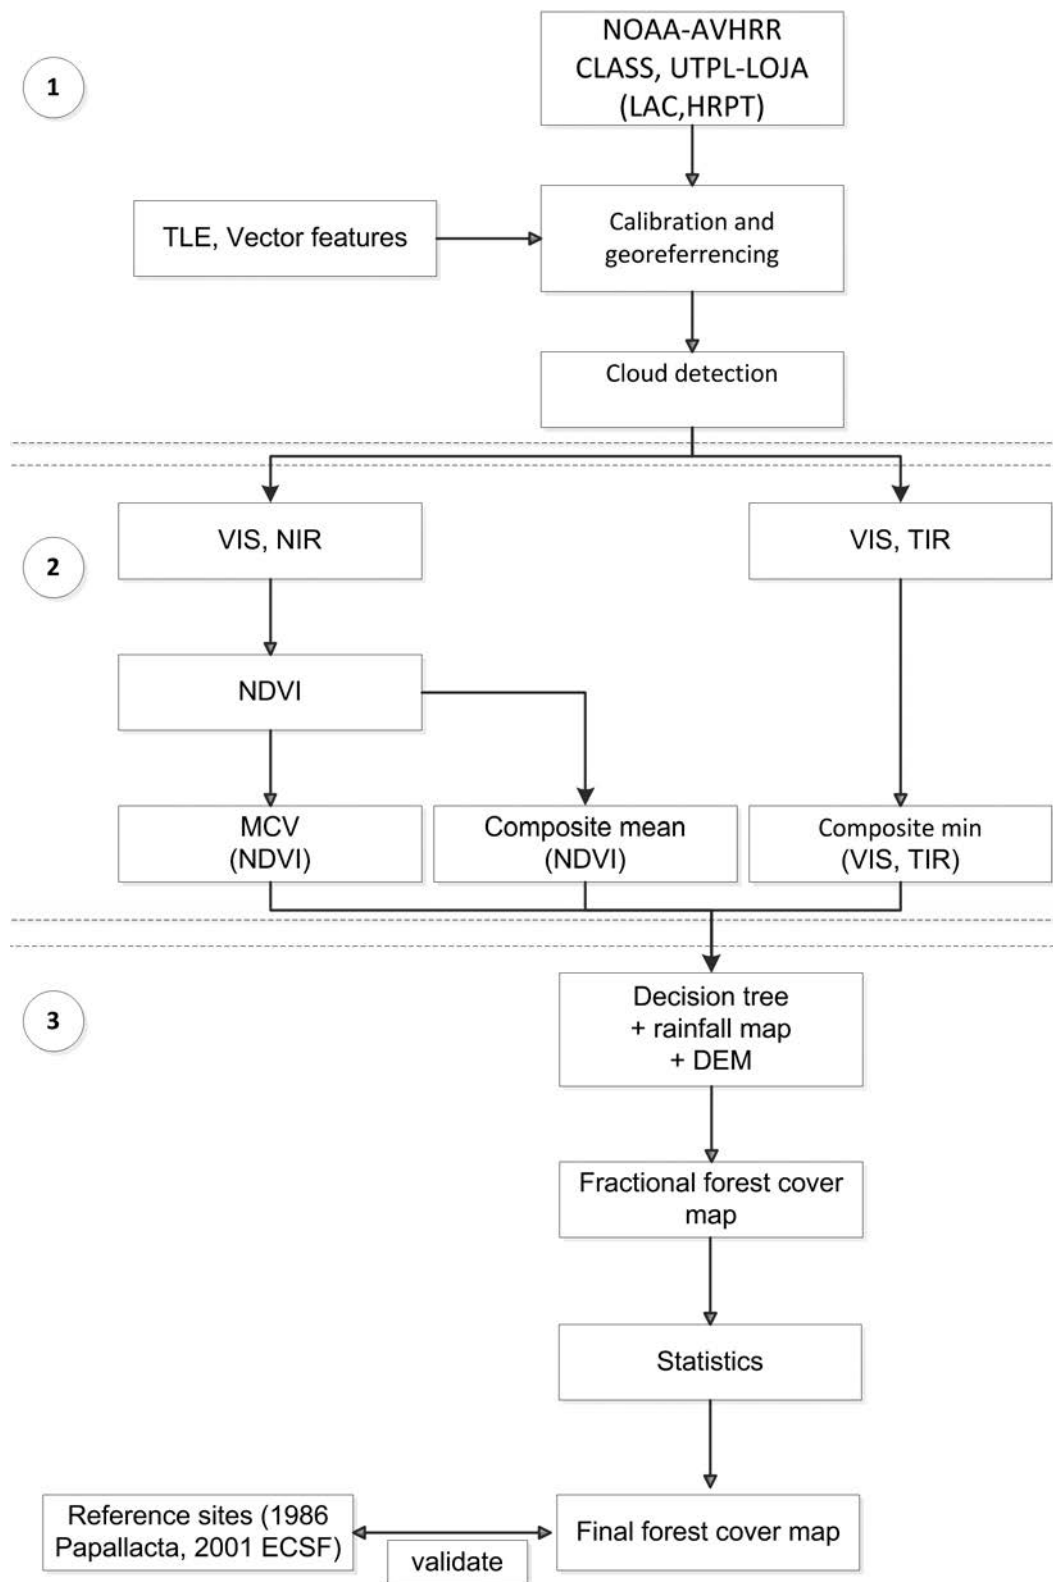 1
NOAA-AVHRR
CLASS, UTPL-LOJA
(LAC,HRPT)
TLE, Vector features
Calibration and
georeferrencing
Cloud detection
2
VIS, NIR
VIS, TIR
NDVI
MCV
(NDVI)
Composite mean
(NDVI)
Composite min
(VIS, TIR)
3
Decision tree
+ rainfall map
+ DEM
Fractional forest cover
map
Statistics
Reference sites (1986
Papallacta, 2001 ECSF)
validate
Final forest cover map